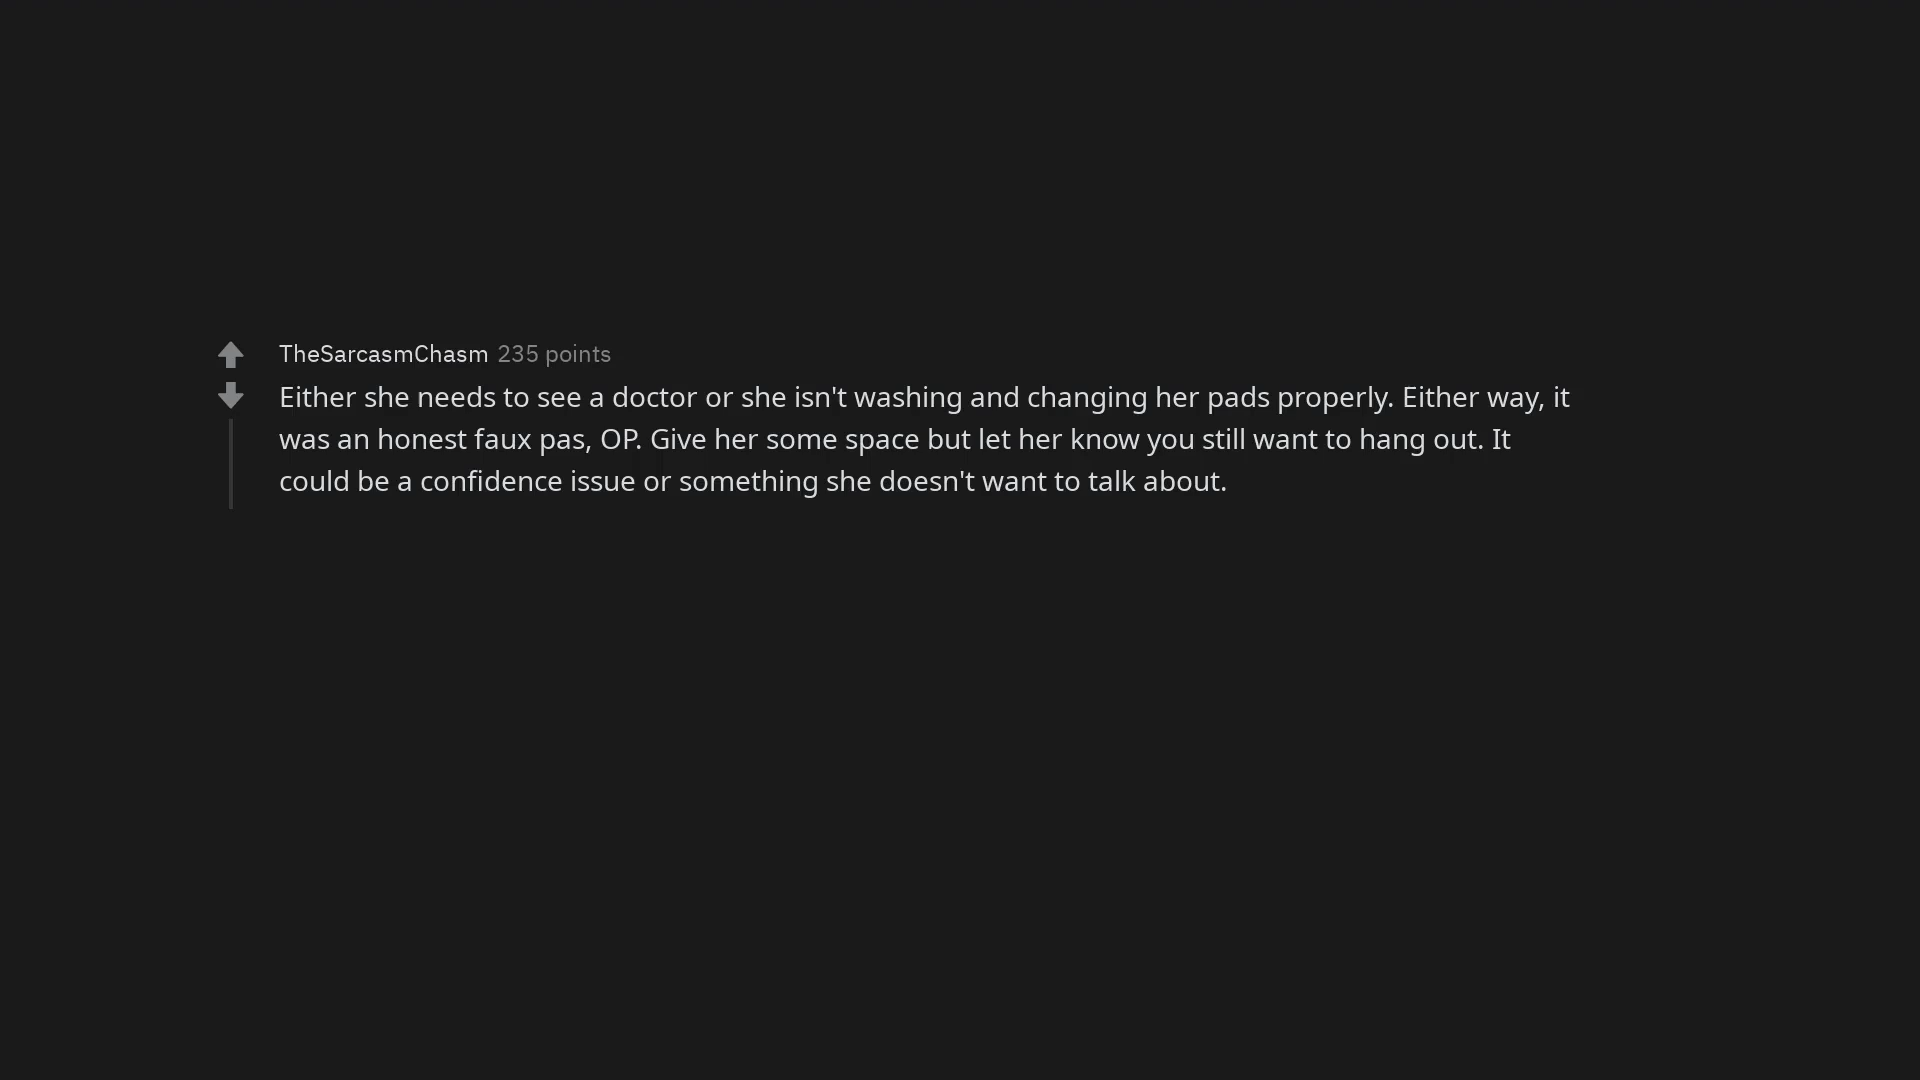 TheSarcasmChasm 235 points
Either she needs to see a doctor or she isn't washing and changing her pads properly. Either way, it
was an honest faux pas, OP. Give her some space but let her know you still want to hang out. It
could be a confidence issue or something she doesn't want to talk about.